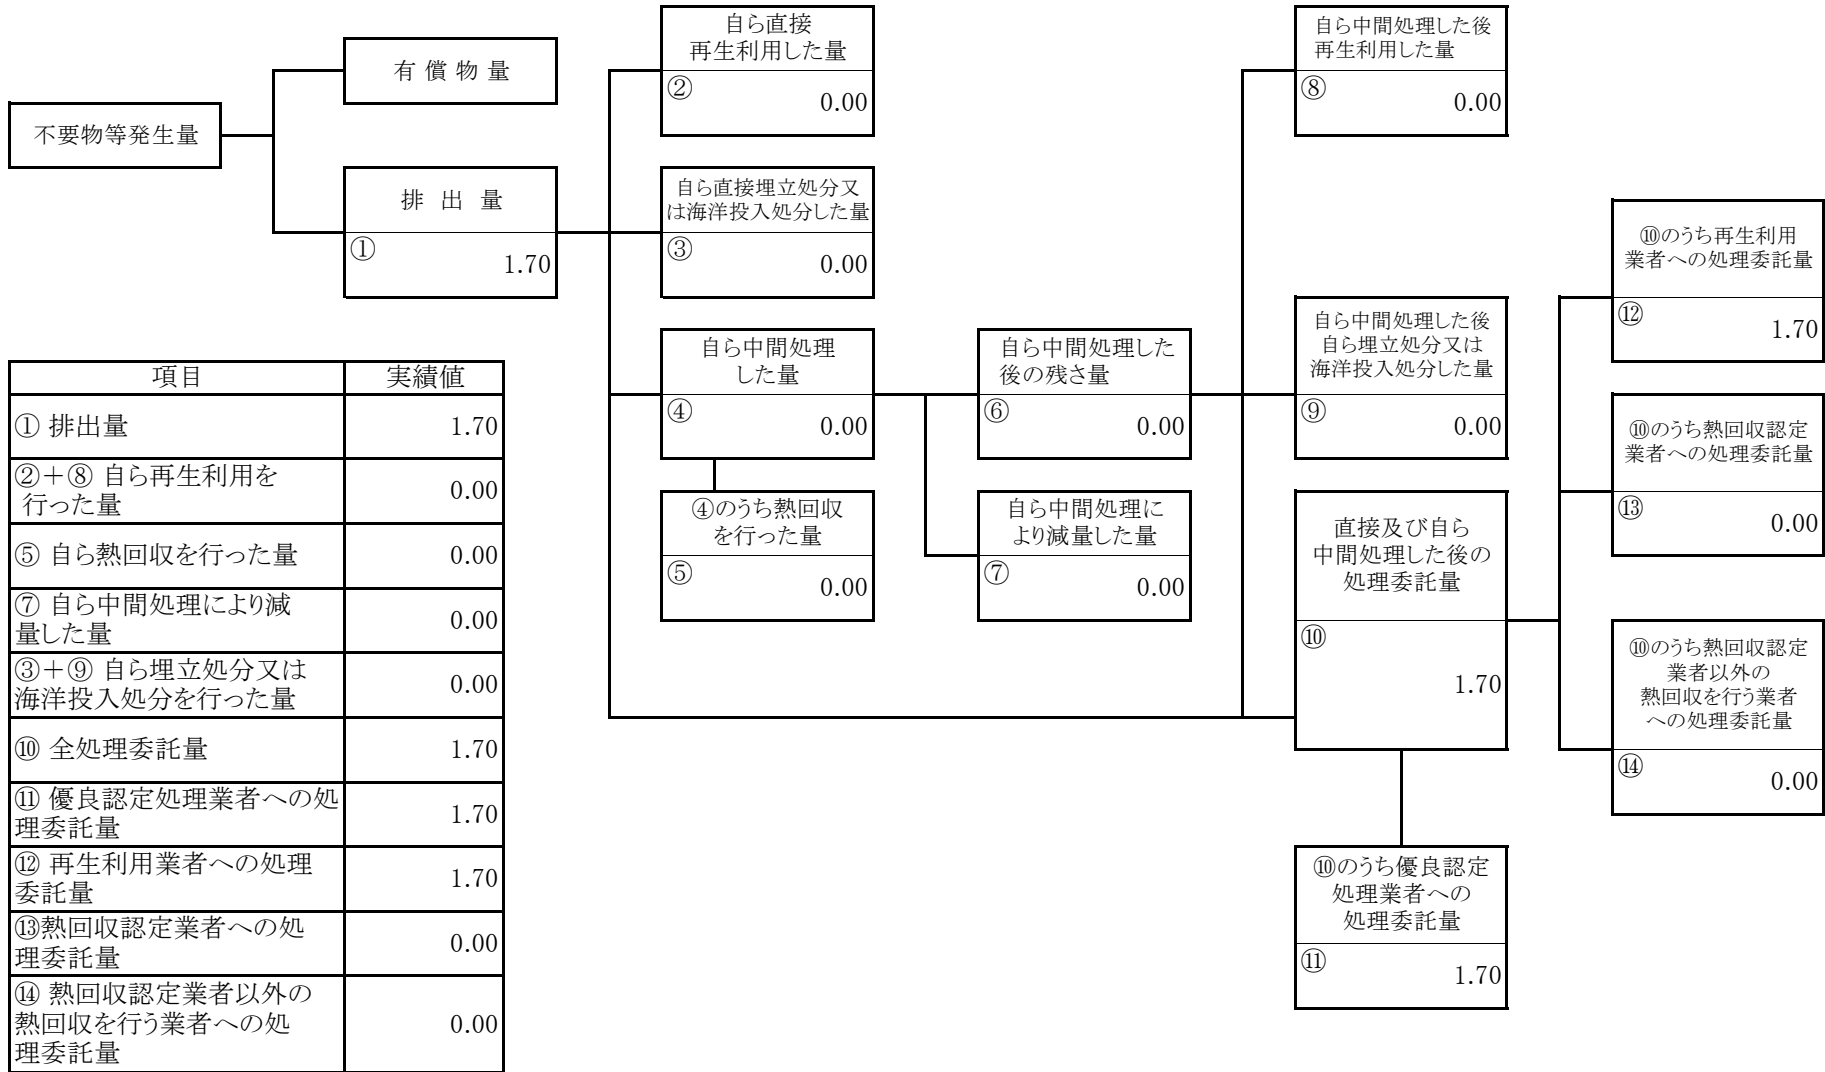 自ら直接
再生利用した量
②
0.00
自ら中間処理した後
再生利用した量
⑧
0.00
有 償 物 量
不要物等発生量
排 出 量
①
1.70
自ら直接埋立処分又
は海洋投入処分した量
③
0.00
⑩のうち再生利用
業者への処理委託量
⑫
1.70
自ら中間処理
した量
④
0.00
自ら中間処理した
後の残さ量
⑥
0.00
自ら中間処理した後
自ら埋立処分又は
海洋投入処分した量
⑨
0.00
⑩のうち熱回収認定
業者への処理委託量
⑬
0.00
④のうち熱回収
を行った量
⑤
0.00
自ら中間処理に
より減量した量
⑦
0.00
直接及び自ら
中間処理した後の
処理委託量
⑩
1.70
⑩のうち熱回収認定
業者以外の
熱回収を行う業者
への処理委託量
⑭
0.00
⑩のうち優良認定
処理業者への
処理委託量
⑪
1.70
項目 実績値
① 排出量 1.70
②＋⑧ 自ら再生利用を
行った量 0.00
⑤ 自ら熱回収を行った量 0.00
⑦ 自ら中間処理により減
量した量 0.00
③＋⑨ 自ら埋立処分又は
海洋投入処分を行った量 0.00
⑩ 全処理委託量 1.70
⑪ 優良認定処理業者への処
理委託量 1.70
⑫ 再生利用業者への処理
委託量 1.70
⑬熱回収認定業者への処
理委託量 0.00
⑭ 熱回収認定業者以外の
熱回収を行う業者への処
理委託量 0.00